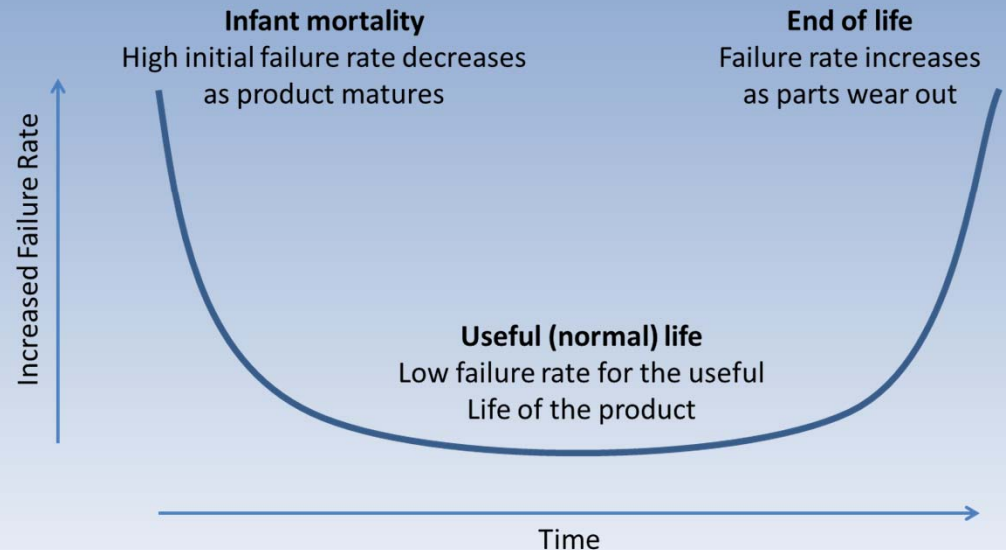 Infant mortality
High initial failure rate decreases
as product matures
End of life
Failure rate increases
as parts wear out
Increased Failure Rate
Useful (normal) life
Low failure rate for the useful
Life of the product
Time